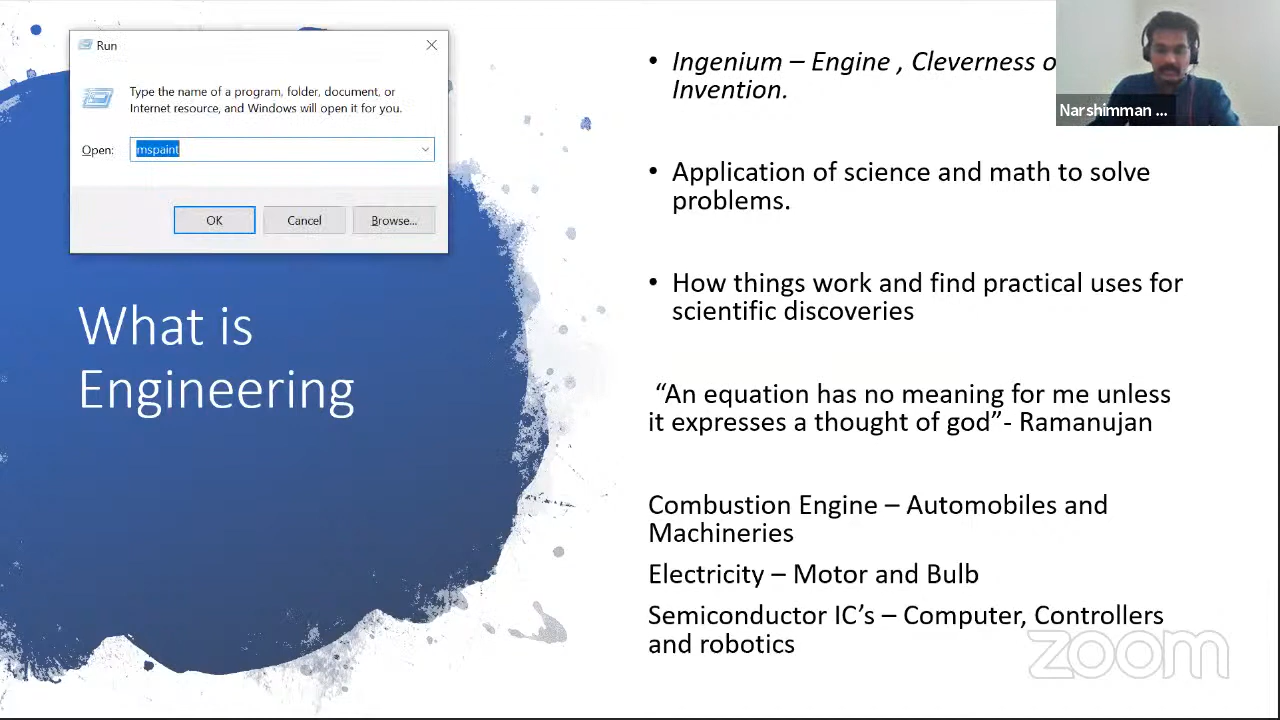 Run
Type the name of a program, folder, document, or
Internet resource, and Windows will open it for you.
Open:
mspaint
OK
Cancel
Browse...
What is
Engineering
• Ingenium – Engine , Cleverness
Invention.
• Application of science and math to solve
problems.
• How things work and find practical uses for
scientific discoveries
“An equation has no meaning for me unless
it expresses a thought of god”- Ramanujan
Combustion Engine – Automobiles and
Machineries
Electricity – Motor and Bulb
Semiconductor IC’s – Computer, Controllers
and robotics
Narshimman ...
zoom